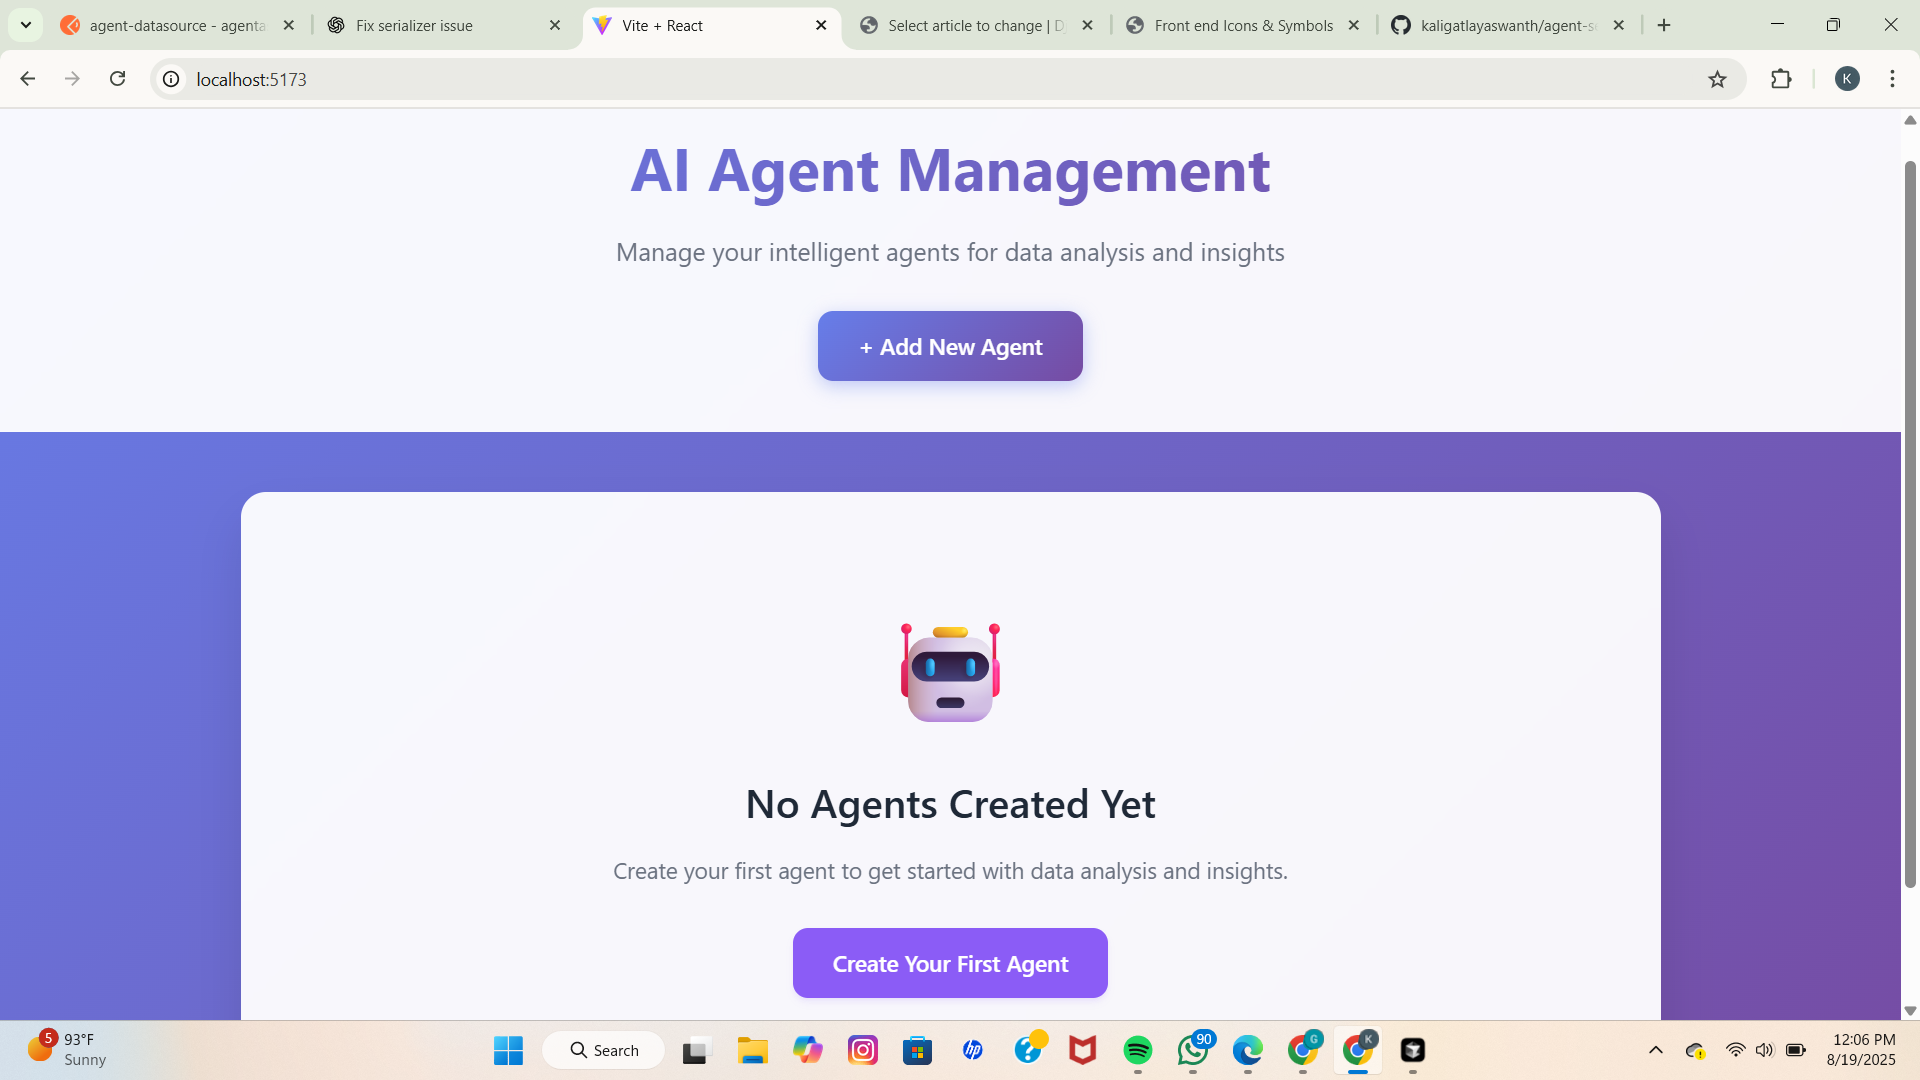 agent-datasource - agenta
Fix serializer issue
Vite + React
Select article to change | D
Front end Icons & Symbols
kaligatlayaswanth/agent-s
localhost:5173
K
AI Agent Management
Manage your intelligent agents for data analysis and insights
+ Add New Agent
No Agents Created Yet
Create your first agent to get started with data analysis and insights.
Create Your First Agent
5
93°F
Sunny
Search
hp
90
G
K
12:06 PM
8/19/2025